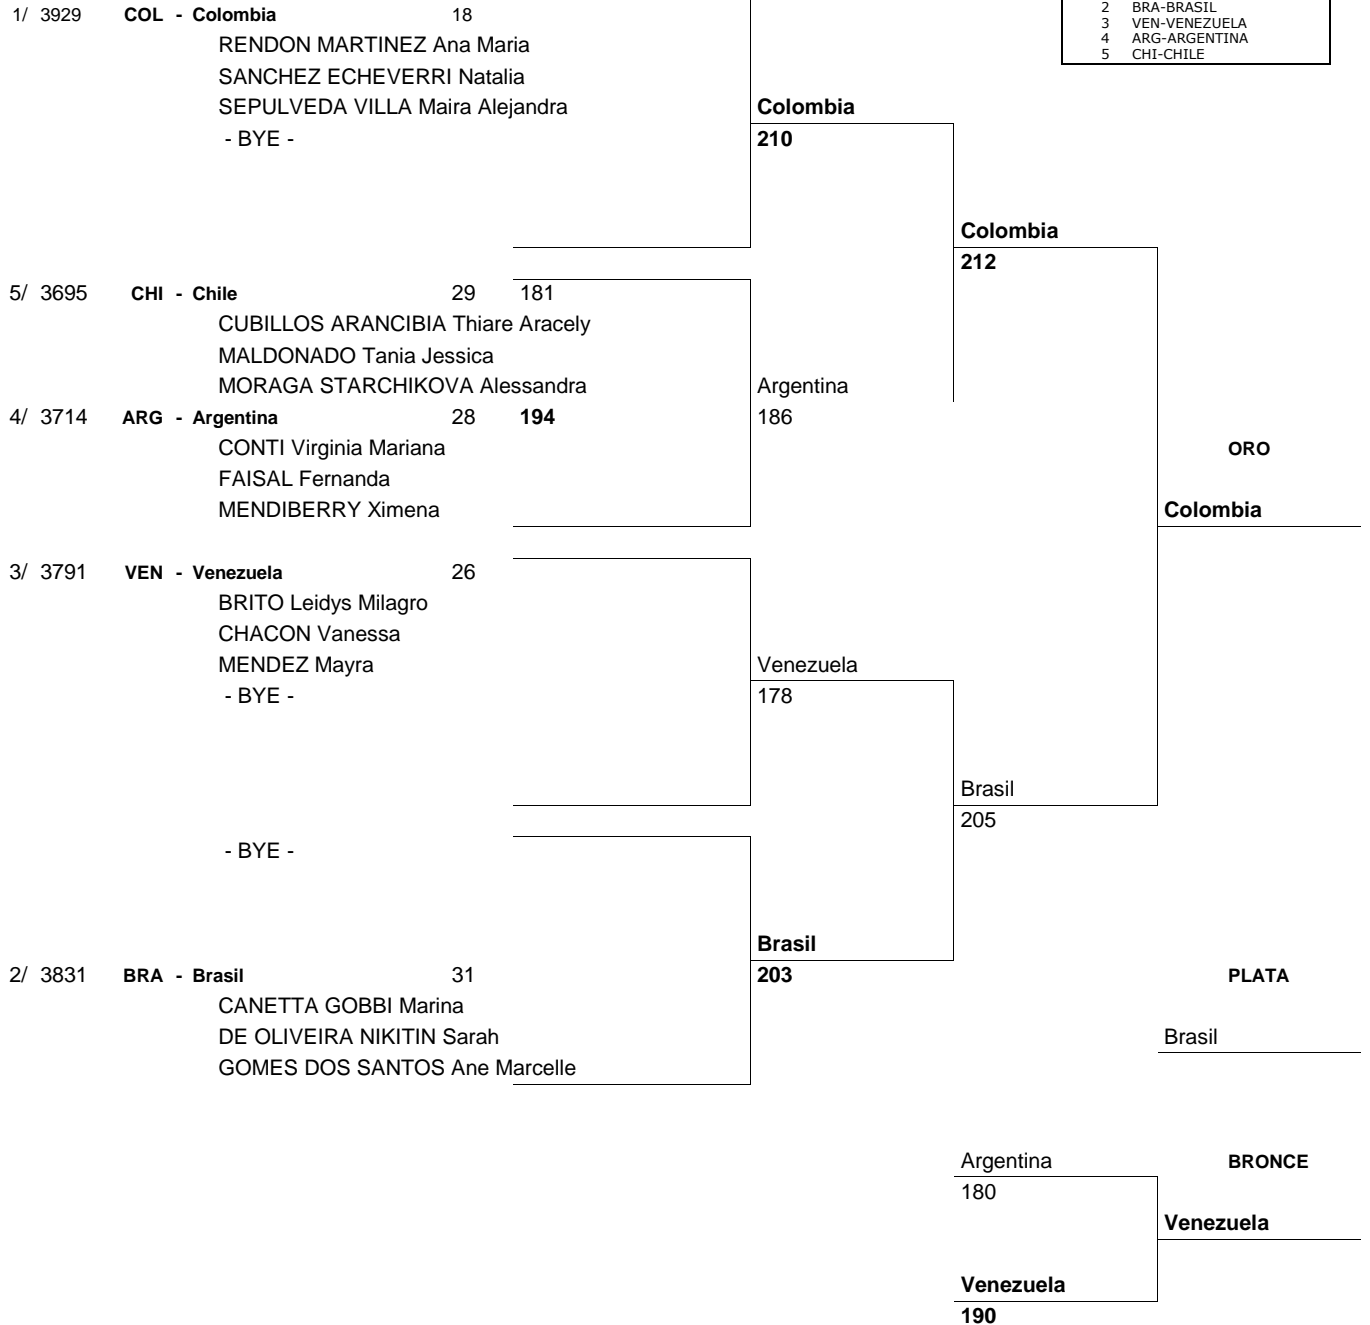 2 BRA-BRASIL
3 VEN-VENEZUELA
4 ARG-ARGENTINA
5 CHI-CHILE
1/ 3929 COL - Colombia 18
RENDON MARTINEZ Ana Maria
SANCHEZ ECHEVERRI Natalia
SEPULVEDA VILLA Maira Alejandra Colombia
- BYE - 210
Colombia
212
5/ 3695 CHI - Chile 29 181
CUBILLOS ARANCIBIA Thiare Aracely
MALDONADO Tania Jessica
MORAGA STARCHIKOVA Alessandra Argentina
4/ 3714 ARG - Argentina 28 194 186
CONTI Virginia Mariana ORO
FAISAL Fernanda
MENDIBERRY Ximena Colombia
3/ 3791 VEN - Venezuela 26
BRITO Leidys Milagro
CHACON Vanessa
MENDEZ Mayra Venezuela
- BYE - 178
Brasil
205
- BYE -
Brasil
2/ 3831 BRA - Brasil 31 203 PLATA
CANETTA GOBBI Marina
DE OLIVEIRA NIKITIN Sarah Brasil
GOMES DOS SANTOS Ane Marcelle
Argentina BRONCE
180
Venezuela
Venezuela
190